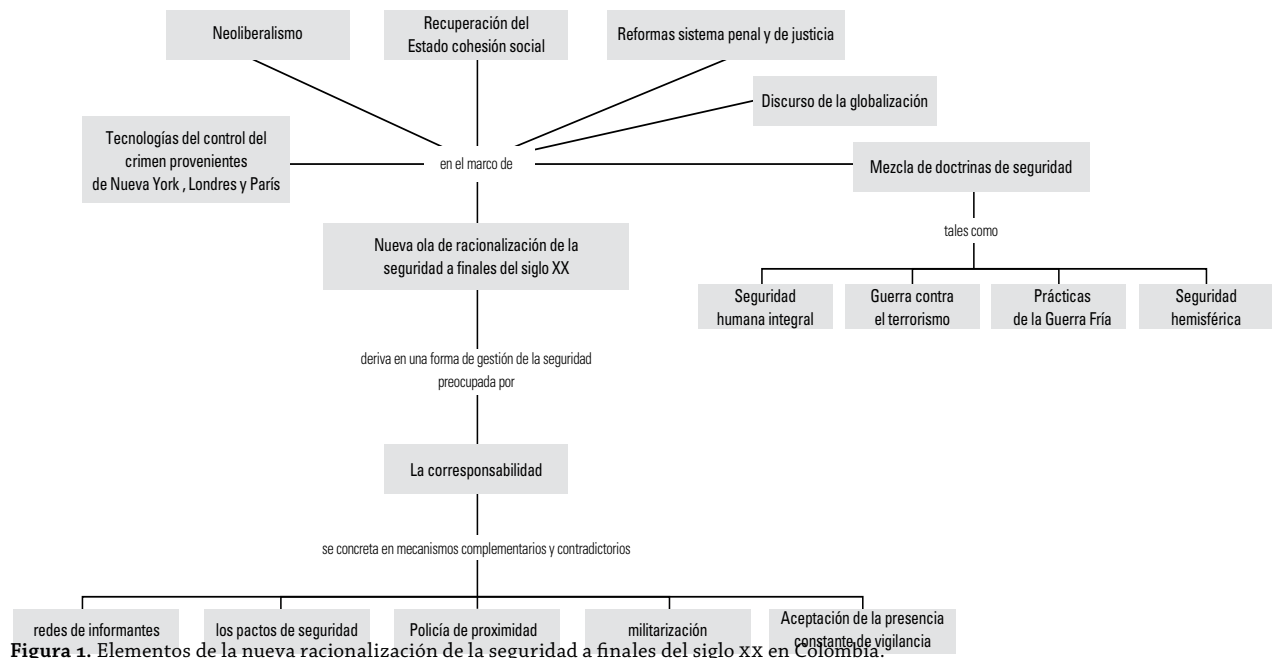 Neoliberalismo
Recuperación del
Estado cohesión social
Reformas sistema penal y de justicia
Discurso de la globalización
Tecnologías del control del
crimen provenientes
de Nueva York , Londres y París
en el marco de
Mezcla de doctrinas de seguridad
Nueva ola de racionalización de la
seguridad a finales del siglo XX
tales como
Seguridad
humana integral
Guerra contra
el terrorismo
Prácticas
de la Guerra Fría
Seguridad
hemisférica
deriva en una forma de gestión de la seguridad
preocupada por
La corresponsabilidad
se concreta en mecanismos complementarios y contradictorios
redes de informantes
los pactos de seguridad
Policía de proximidad
militarización
Aceptación de la presencia
constante de vigilancia
Figura 1. Elementos de la nueva racionalización de la seguridad a finales del siglo XX en Colombia.